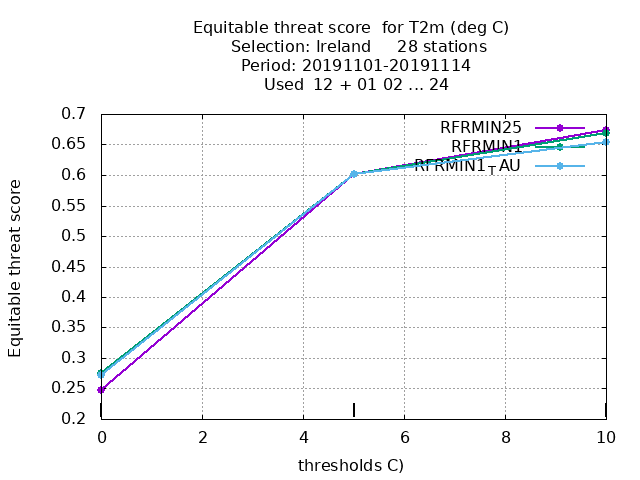 Equitable threat score  for T2m (deg C)
Selection: Ireland     28 stations
Period: 20191101-20191114
Used  12 + 01 02 ... 24
RFRMIN25
RFRMIN1
RFRMIN1TAU
Equitable threat score
0.7
0.65
0.6
0.55
0.5
0.45
0.4
0.35
0.3
0.25
0.2
0 2 4 6 8 10
thresholds C)